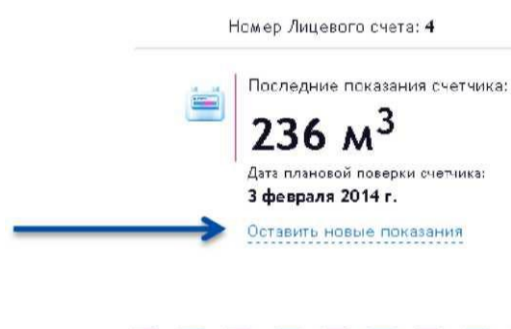 Номер Лицевого счета: 4
Последние показания счетчика:
236 м³
Дата плановой поверки счетчика:
3 февраля 2014 г.
Оставить новые показания